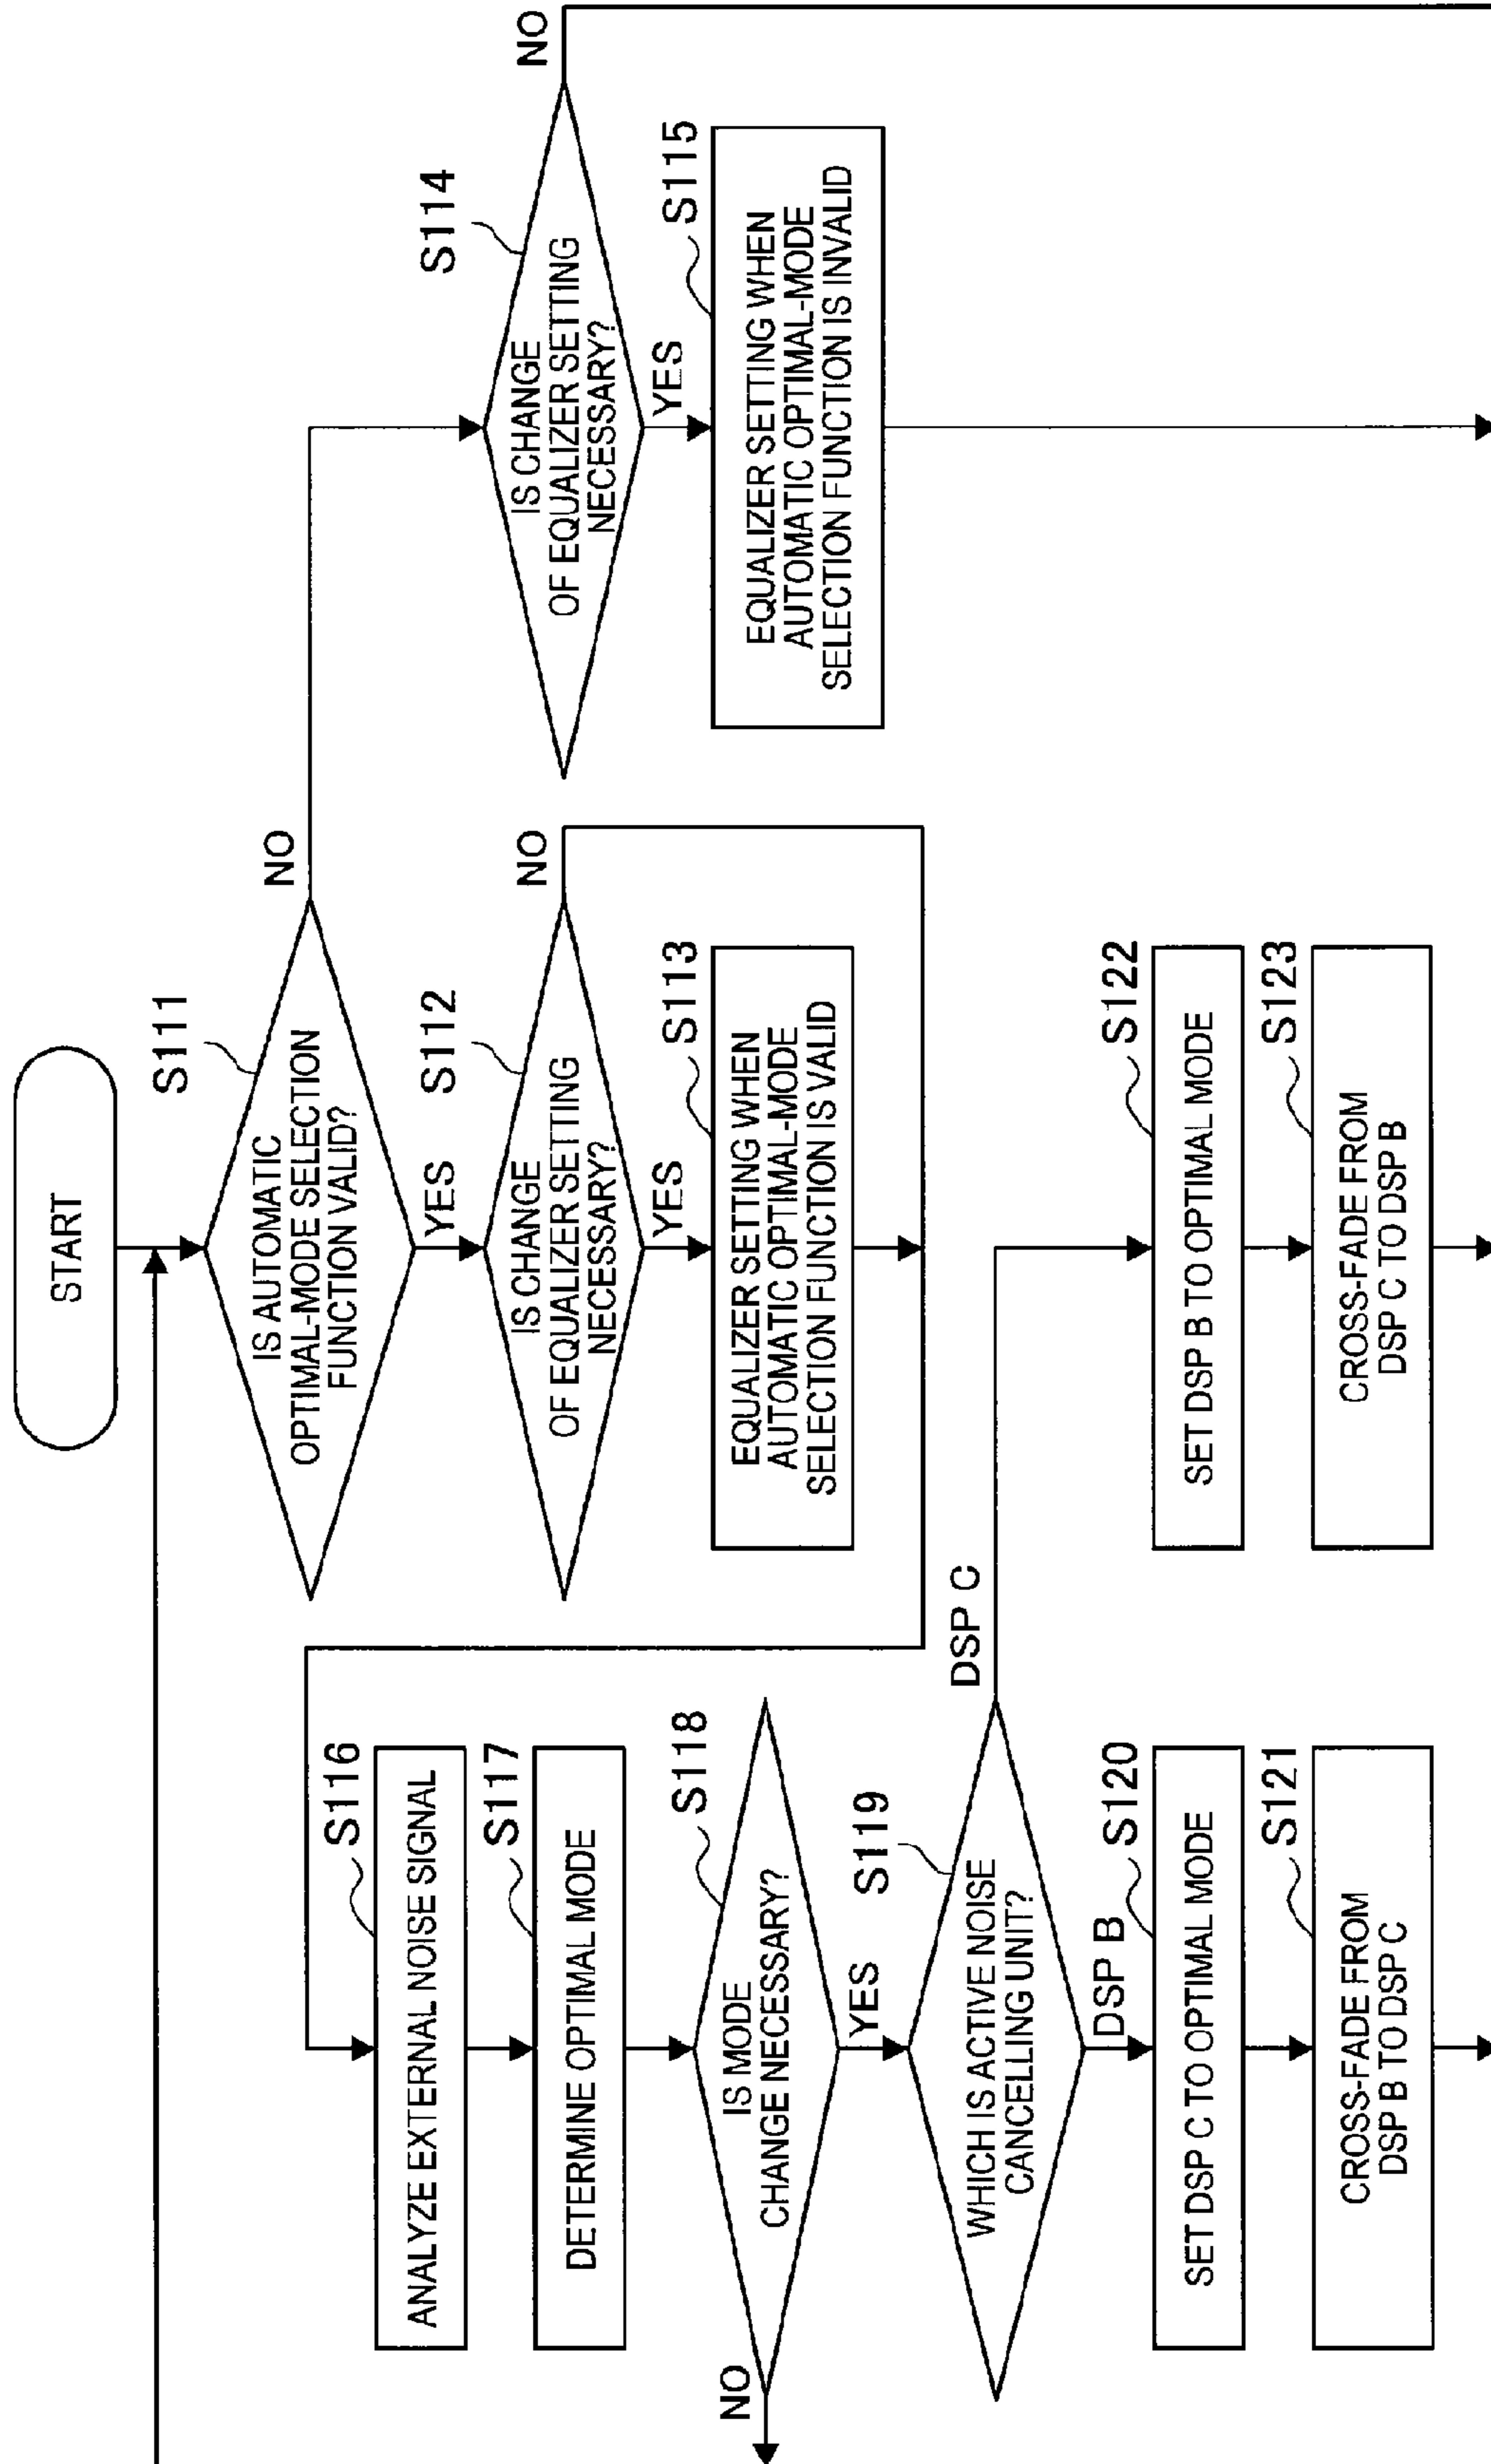 START
S111
IS AUTOMATIC
OPTIMAL-MODE SELECTION
FUNCTION VALID?
NO
YES
S112
IS CHANGE
OF EQUALIZER SETTING
NECESSARY?
NO
YES
S113
EQUALIZER SETTING WHEN
AUTOMATIC OPTIMAL-MODE
SELECTION FUNCTION IS VALID
S114
IS CHANGE
OF EQUALIZER SETTING
NECESSARY?
NO
YES
S115
EQUALIZER SETTING WHEN
AUTOMATIC OPTIMAL-MODE
SELECTION FUNCTION IS INVALID
S116
ANALYZE EXTERNAL NOISE SIGNAL
S117
DETERMINE OPTIMAL MODE
S118
IS MODE
CHANGE NECESSARY?
NO
YES
S119
WHICH IS ACTIVE NOISE
CANCELLING UNIT?
DSP C
DSP B
S120
SET DSP C TO OPTIMAL MODE
S121
CROSS-FADE FROM
DSP B TO DSP C
S122
SET DSP B TO OPTIMAL MODE
S123
CROSS-FADE FROM
DSP C TO DSP B